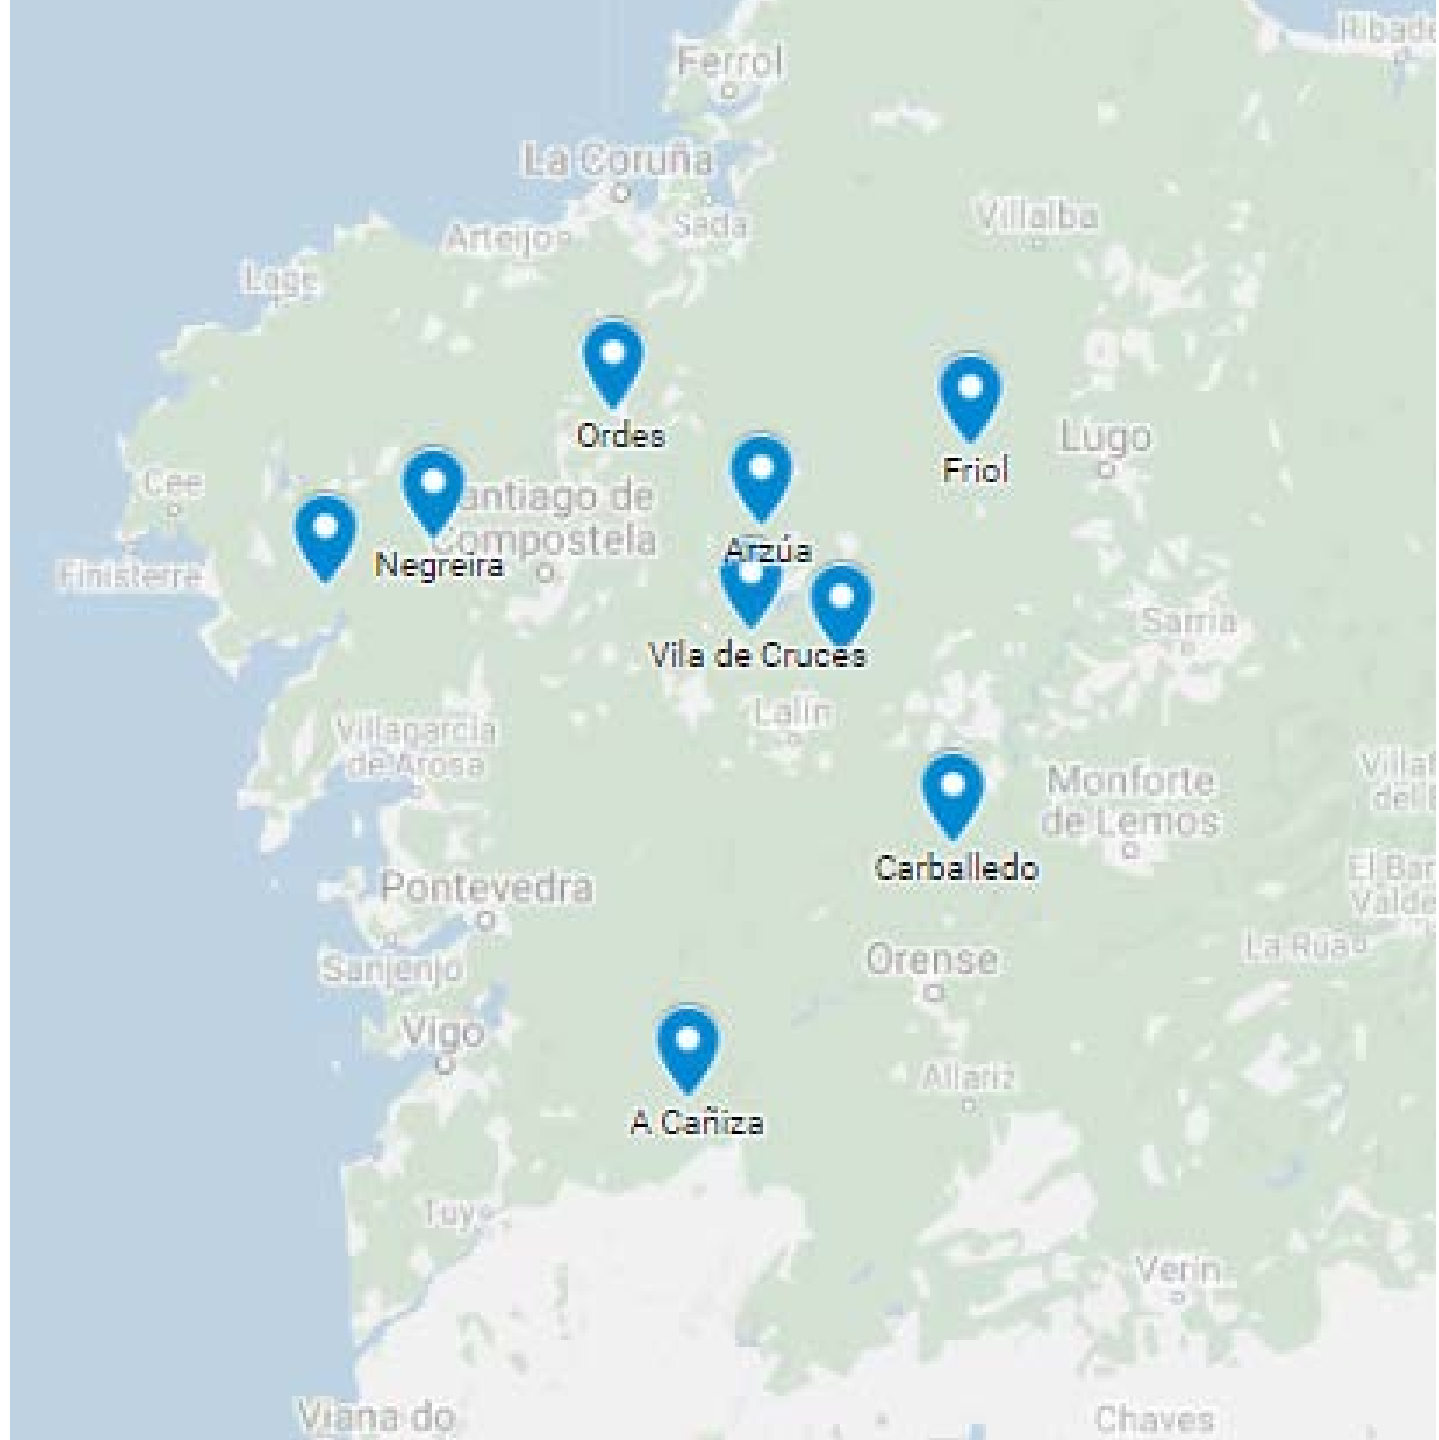 Ferrol
La Coruña
Sada
Arteijo
Lage
Villalba
Ordes
Friol
Lugo
Cee
Santiago de
Compostela
Negreira
Finisterre
Arzúa
Vila de Cruces
Sarria
Lalín
Villagarcía
de Arosa
Monforte
de Lemos
Carballedo
Pontevedra
Sanjenjo
Orense
La Rúa
Vigo
Allariz
A Cañiza
Tuy
Verín
Viana do
Chaves